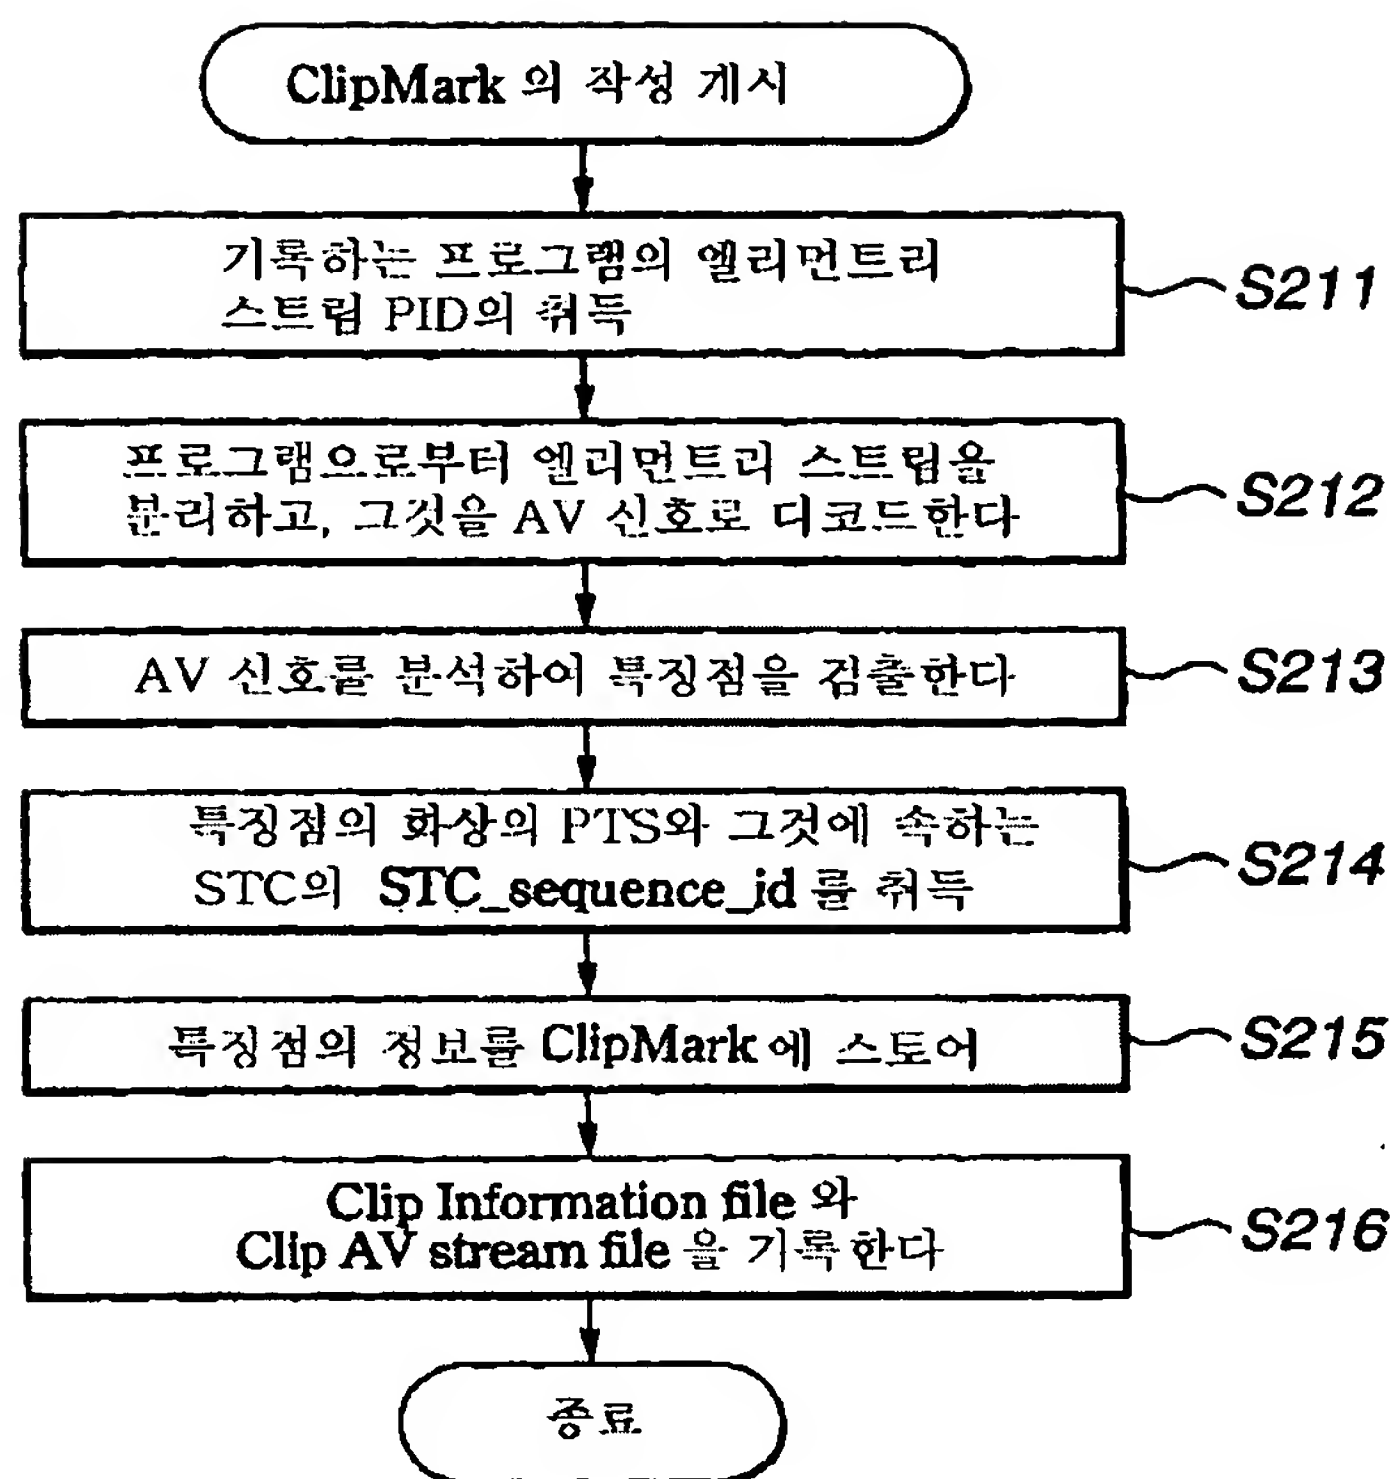 ClipMark 의 작성 게시
기록하는 프로그램의 엘리먼트리
스트림 PID의 취득
S211
프로그램으로부터 엘리먼트리 스트림을
분리하고, 그것을 AV 신호로 디코드한다
S212
AV 신호를 분석하여 특징점을 검출한다
S213
특징점의 화상의 PTS와 그것에 속하는
STC의 STC_sequence_id 를 취득
S214
특징점의 정보를 ClipMark 에 스토어
S215
Clip Information file 와
Clip AV stream file 을 기록한다
S216
종료